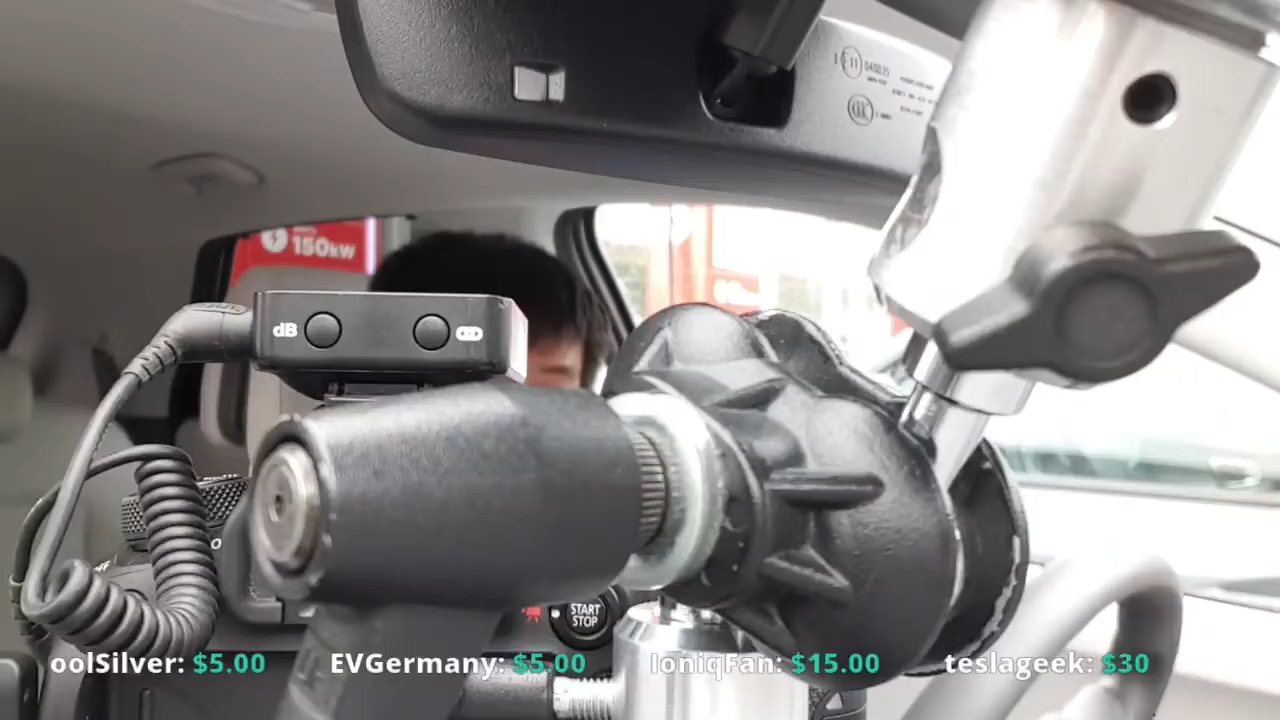 150kW
dB
START
STOP
oolSilver: $5.00 EVGermany: $5.00 IoniqFan: $15.00 teslageek: $30